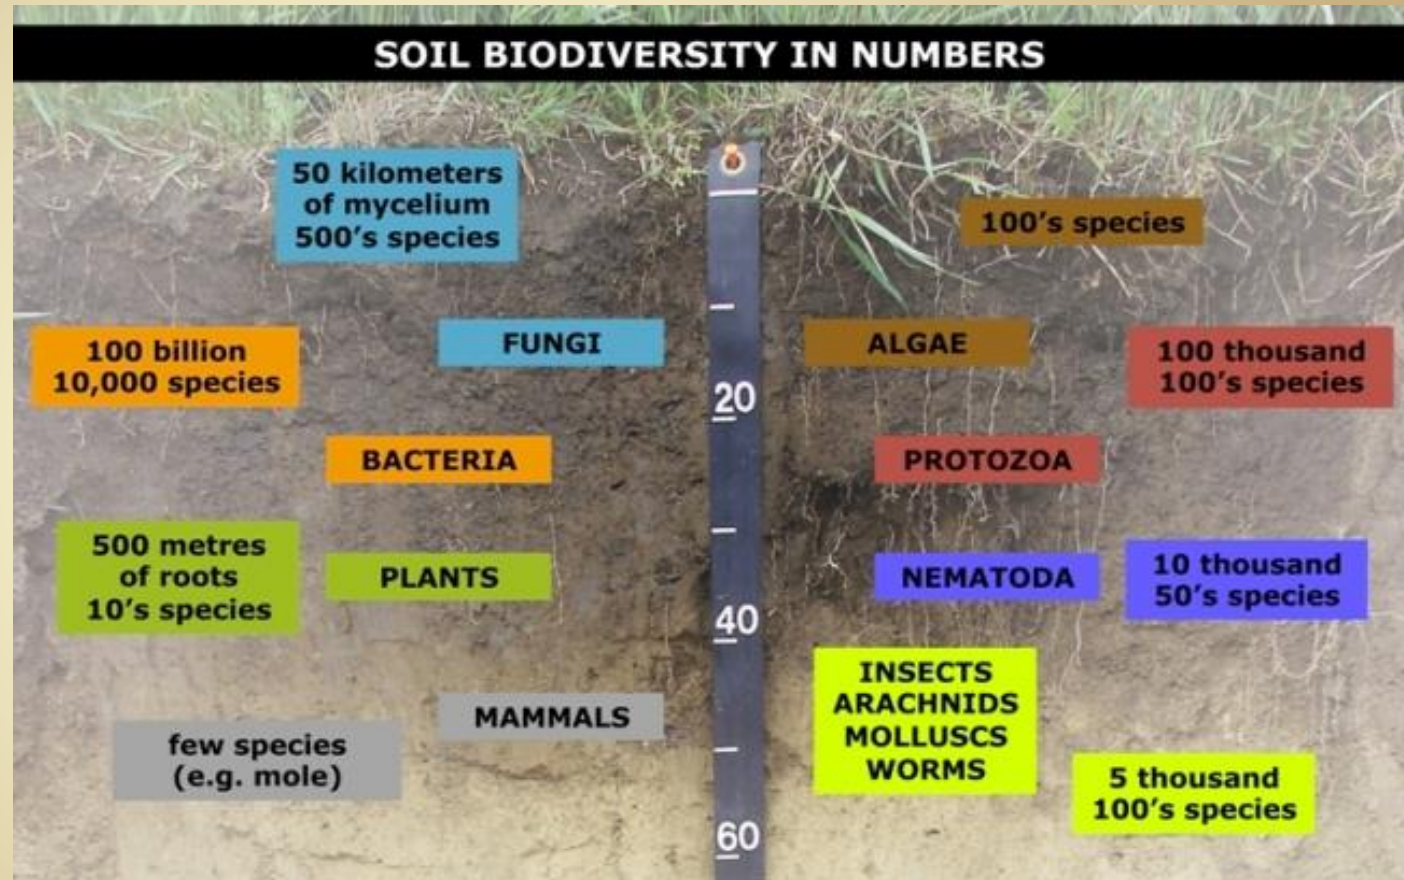 SOIL BIODIVERSITY IN NUMBERS
50 kilometers
of mycelium
500's species
100's species
FUNGI
ALGAE
100 billion
10,000 species
100 thousand
100's species
20
BACTERIA
PROTOZOA
500 metres
of roots
10's species
PLANTS
NEMATODA
10 thousand
50's species
40
MAMMALS
few species
(e.g. mole)
INSECTS
ARACHNIDS
MOLLUSCS
WORMS
5 thousand
100's species
60